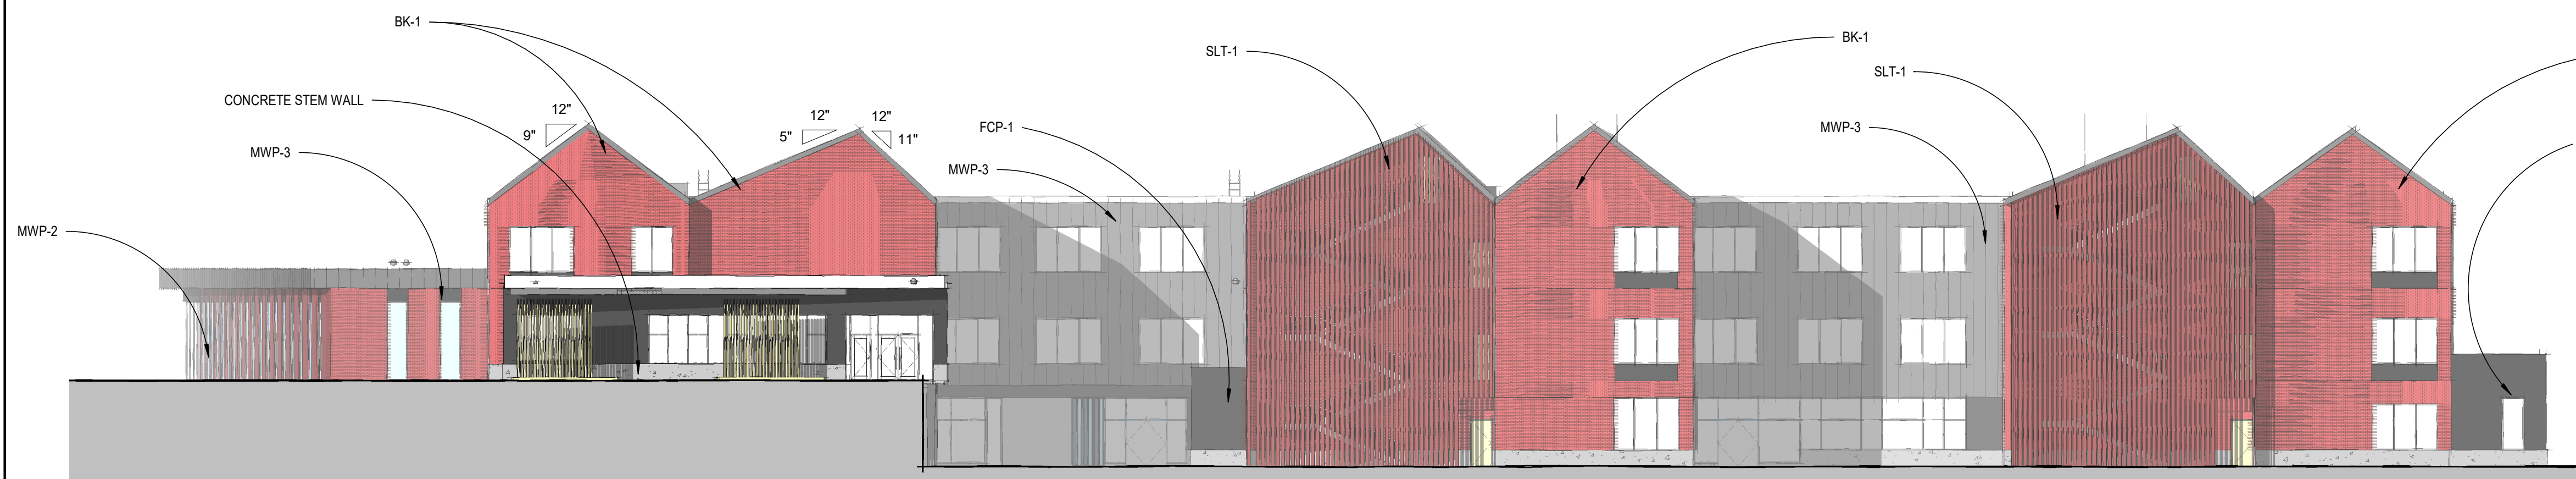 BK-1
BK-1
SLT-1
SLT-1
CONCRETE STEM WALL
12"
9"
12"
5"
12"
11"
FCP-1
MWP-3
MWP-3
MWP-3
MWP-2